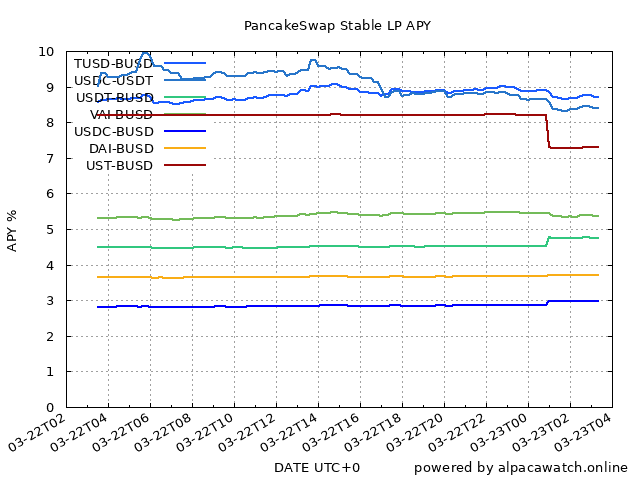 PancakeSwap Stable LP APY
TUSD-BUSD
USDC-USDT
USDT-BUSD
VAI-BUSD
USDC-BUSD
DAI-BUSD
UST-BUSD
APY %
10
9
8
7
6
5
4
3
2
1
0
03-22T02
03-22T04
03-22T06
03-22T08
03-22T10
03-22T12
03-22T14
03-22T16
03-22T18
03-22T20
03-22T22
03-23T00
03-23T02
03-23T04
DATE UTC+0
powered by alpacawatch.online